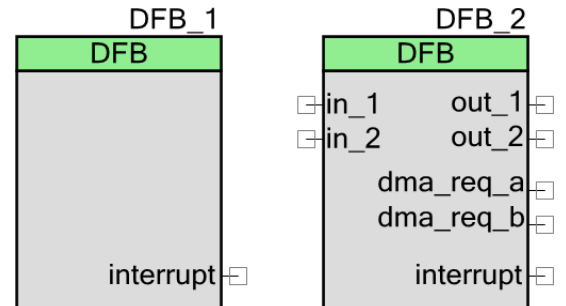 DFB_1
DFB
interrupt
DFB_2
DFB
in_1 out_1
in_2 out_2
dma_req_a
dma_req_b
interrupt